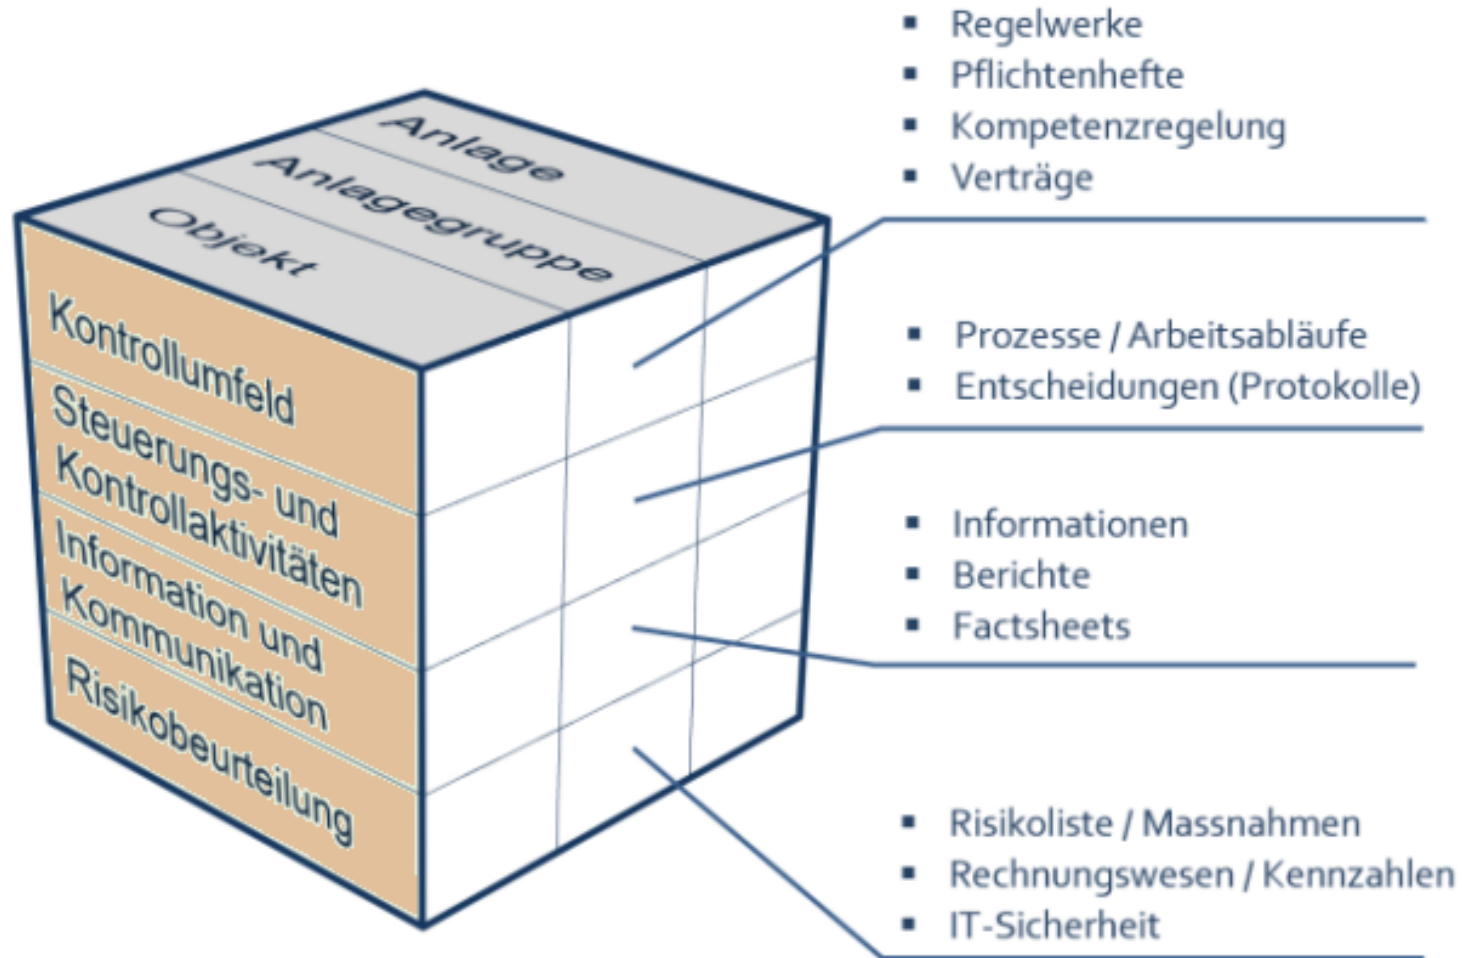 Anlage
Anlagegruppe
Objekt
Kontrollumfeld
Steuerungs- und
Kontrollaktivitäten
Information und
Kommunikation
Risikobeurteilung
▪ Regelwerke
▪ Pflichtenhefte
▪ Kompetenzregelung
▪ Verträge
▪ Prozesse / Arbeitsabläufe
▪ Entscheidungen (Protokolle)
▪ Informationen
▪ Berichte
▪ Factsheets
▪ Risikoliste / Massnahmen
▪ Rechnungswesen / Kennzahlen
▪ IT-Sicherheit